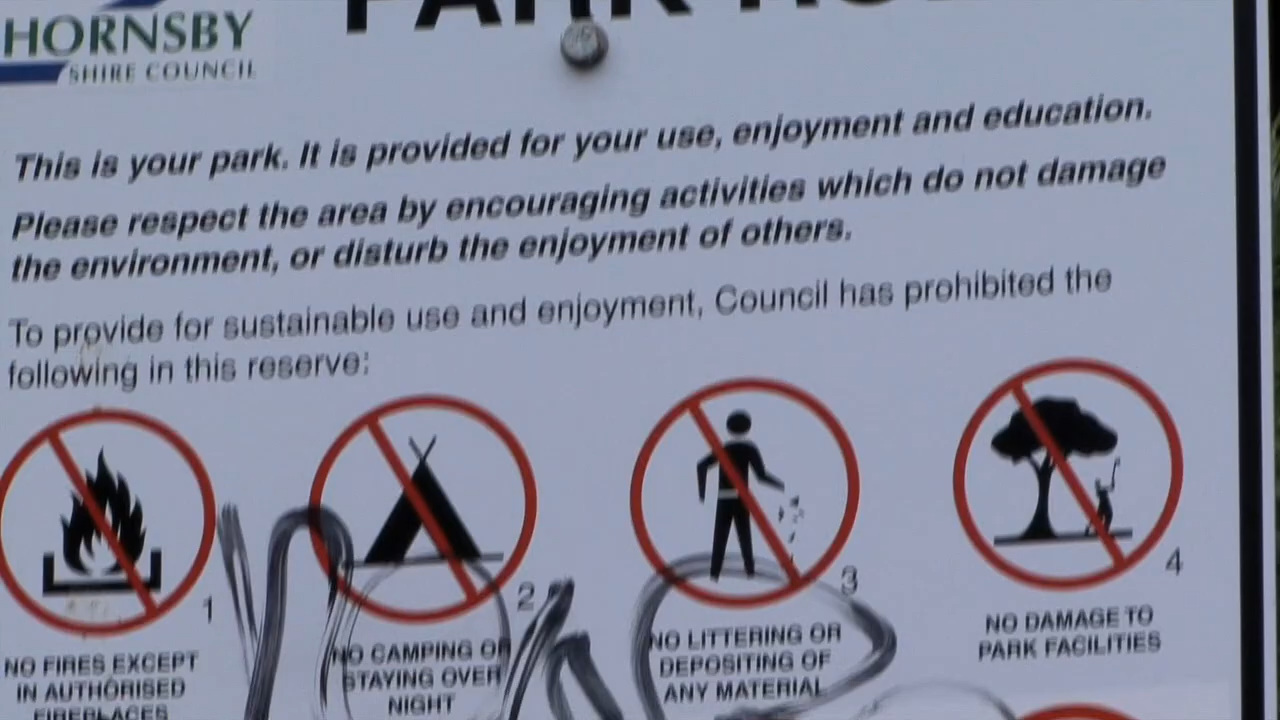 HORNSBY
SHIRE COUNCIL
PARK
This is your park. It is provided for your use, enjoyment and education.
Please respect the area by encouraging activities which do not damage
the environment, or disturb the enjoyment of others.
To provide for sustainable use and enjoyment, Council has prohibited the
following in this reserve:
1
2
3
4
NO FIRES EXCEPT
IN AUTHORISED
FIREPLACES
NO CAMPING OR
STAYING OVER
NIGHT
NO LITTERING OR
DEPOSITING OF
ANY MATERIAL
NO DAMAGE TO
PARK FACILITIES